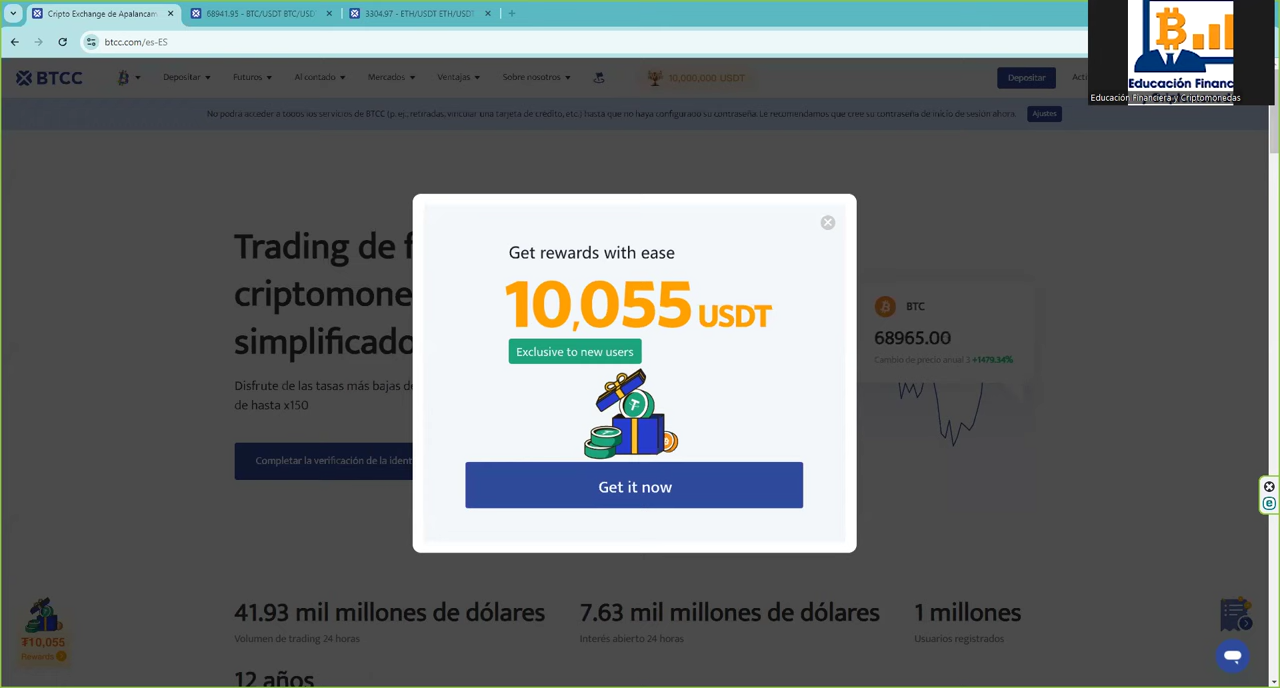 Cripto Exchange de Apalancam
68941.95 - BTC/USDT BTC/USD
3304.97 - ETH/USDT ETH/USDT
btcc.com/es-ES
BTCC
Depositar
Futuros
Al contado
Mercados
Ventajas
Sobre nosotros
10,000,000 USDT
Depositar
Educación Financ
Educación Financiera y Criptomonedas
No podrá acceder a todos los servicios de BTCC (p. ej., retiradas, vincular una tarjeta de crédito, etc.) hasta que no haya configurado su contraseña. Le recomendamos que cree su contraseña de inicio de sesión ahora.
Ajustes
Trading de f
criptomone
simplificado
Disfrute de las tasas más bajas de
de hasta x150
Completar la verificación de la ident
Get rewards with ease
10,055 USDT
Exclusive to new users
Get it now
BTC
68965.00
Cambio de precio anual 3 +1479.34%
41.93 mil millones de dólares
Volumen de trading 24 horas
7.63 mil millones de dólares
Interés abierto 24 horas
1 millones
Usuarios registrados
12 años
₮10,055
Rewards